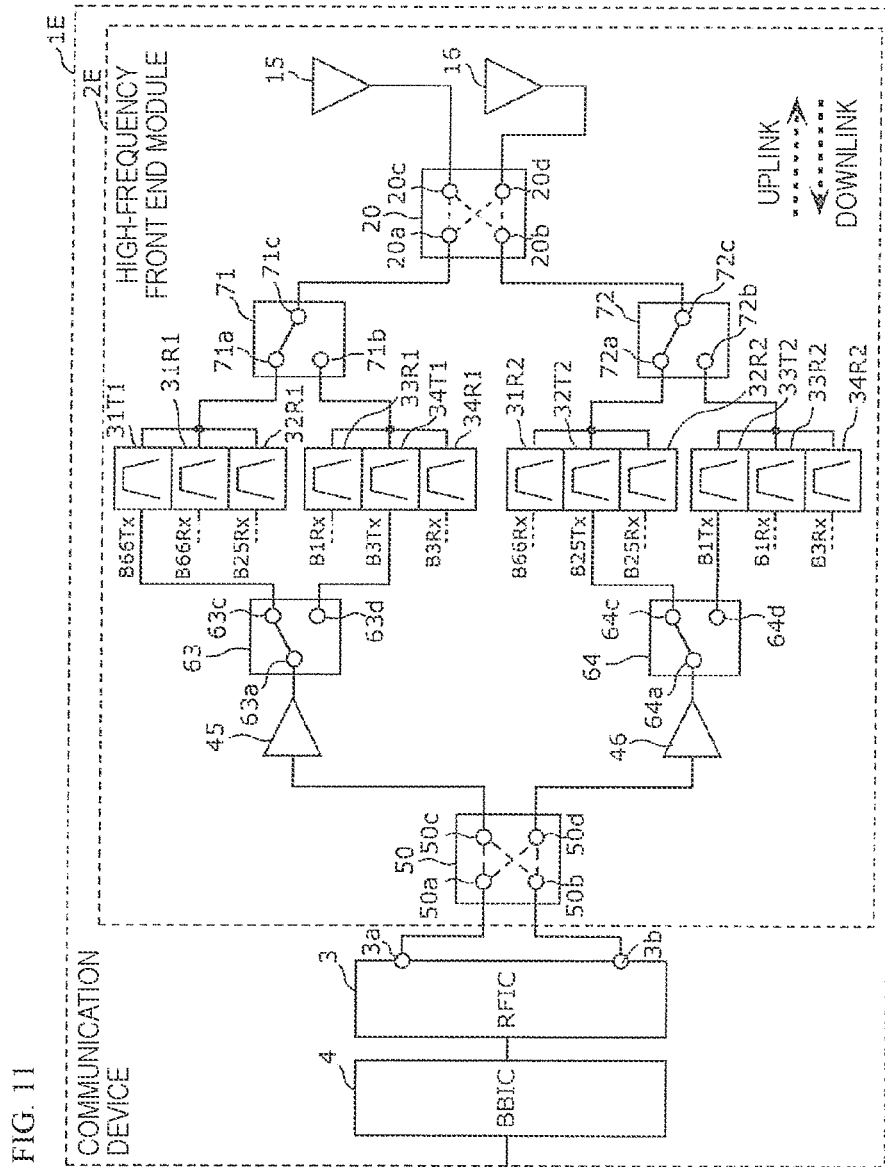 FIG. 11
COMMUNICATION
DEVICE
1E
2E
HIGH-FREQUENCY
FRONT END MODULE
4
BBIC
3
RFIC
3a
3b
50
50a
50c
50b
50d
45
46
63
63a
63c
63d
64
64a
64c
64d
B66Tx
B66Rx
B25Rx
B1Rx
B3Tx
B3Rx
B66Rx
B25Tx
B25Rx
B1Tx
B1Rx
B3Rx
31T1
31R1
32R1
33R1
34T1
34R1
31R2
32T2
32R2
33T2
33R2
34R2
71
71a
71c
71b
72
72a
72c
72b
20
20a
20c
20b
20d
15
16
UPLINK
DOWNLINK